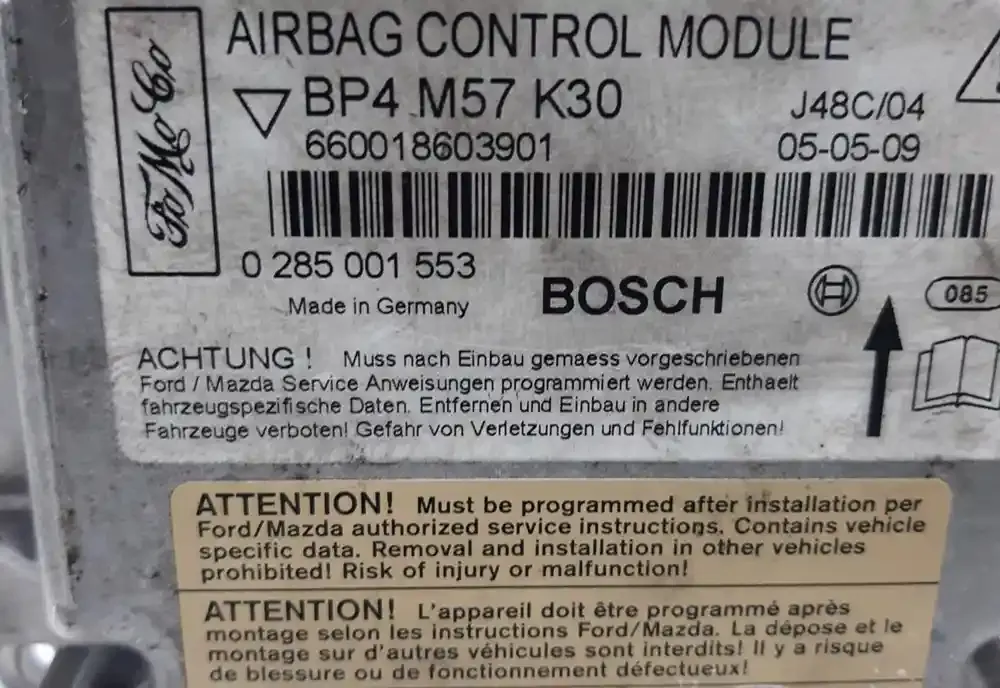 FoMoCo
AIRBAG CONTROL MODULE
BP4 M57 K30
J48C/04
660018603901
05-05-09
0 285 001 553
Made in Germany
BOSCH
085
ACHTUNG ! Muss nach Einbau gemaess vorgeschriebenen
Ford / Mazda Service Anweisungen programmiert werden. Enthaelt
fahrzeugspezifische Daten. Entfernen und Einbau in andere
Fahrzeuge verboten! Gefahr von Verletzungen und Fehlfunktionen!
ATTENTION! Must be programmed after installation per
Ford/Mazda authorized service instructions. Contains vehicle
specific data. Removal and installation in other vehicles
prohibited! Risk of injury or malfunction!
ATTENTION! L'appareil doit être programmé après
montage selon les instructions Ford/Mazda. La dépose et le
montage sur d'autres véhicules sont interdits! Il y a risque
de blessure ou de fonctionnement défectueux!